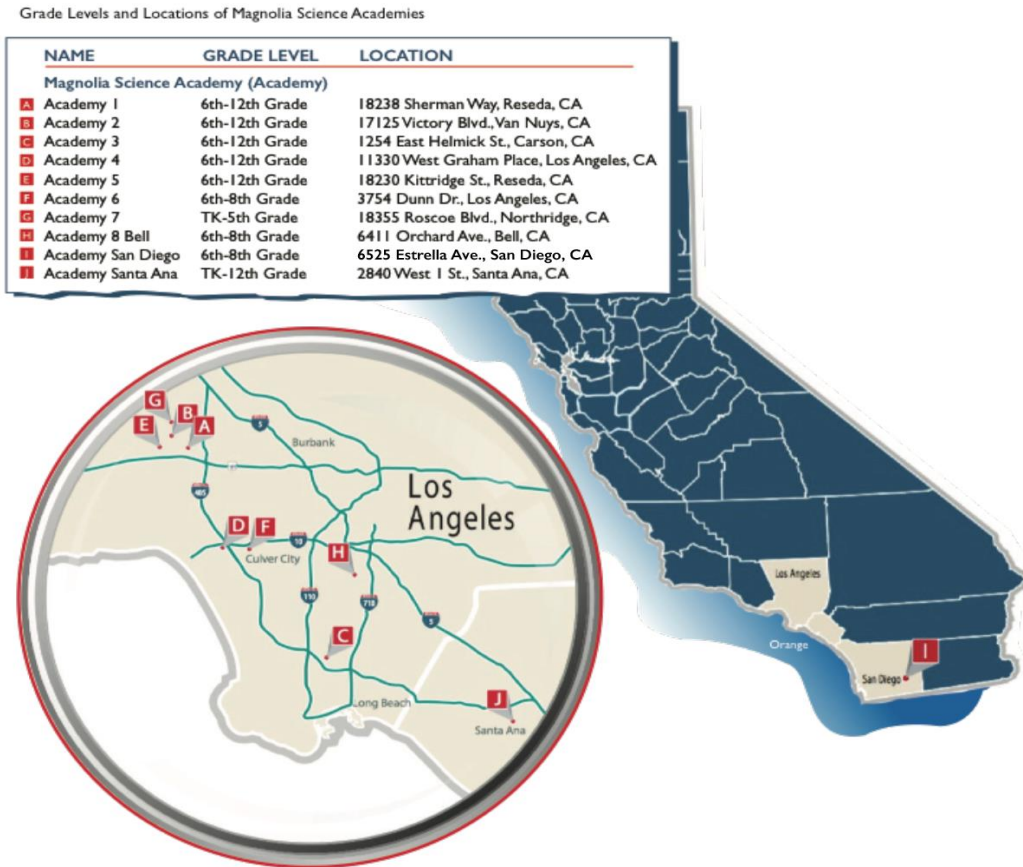 Grade Levels and Locations of Magnolia Science Academies
NAME GRADE LEVEL LOCATION
Magnolia Science Academy (Academy)
A Academy 1 6th-12th Grade 18238 Sherman Way, Reseda, CA
B Academy 2 6th-12th Grade 17125 Victory Blvd., Van Nuys, CA
C Academy 3 6th-12th Grade 1254 East Helmick St., Carson, CA
D Academy 4 6th-12th Grade 11330 West Graham Place, Los Angeles, CA
E Academy 5 6th-12th Grade 18230 Kittridge St., Reseda, CA
F Academy 6 6th-8th Grade 3754 Dunn Dr., Los Angeles, CA
G Academy 7 TK-5th Grade 18355 Roscoe Blvd., Northridge, CA
H Academy 8 Bell 6th-8th Grade 6411 Orchard Ave., Bell, CA
I Academy San Diego 6th-8th Grade 6525 Estrella Ave., San Diego, CA
J Academy Santa Ana TK-12th Grade 2840 West 1 St., Santa Ana, CA
G
B
E
A
5
Burbank
405
Los
Angeles
D
F
10
Culver City
H
110
710
5
C
Long Beach
J
Santa Ana
Los Angeles
Orange
I
San Diego